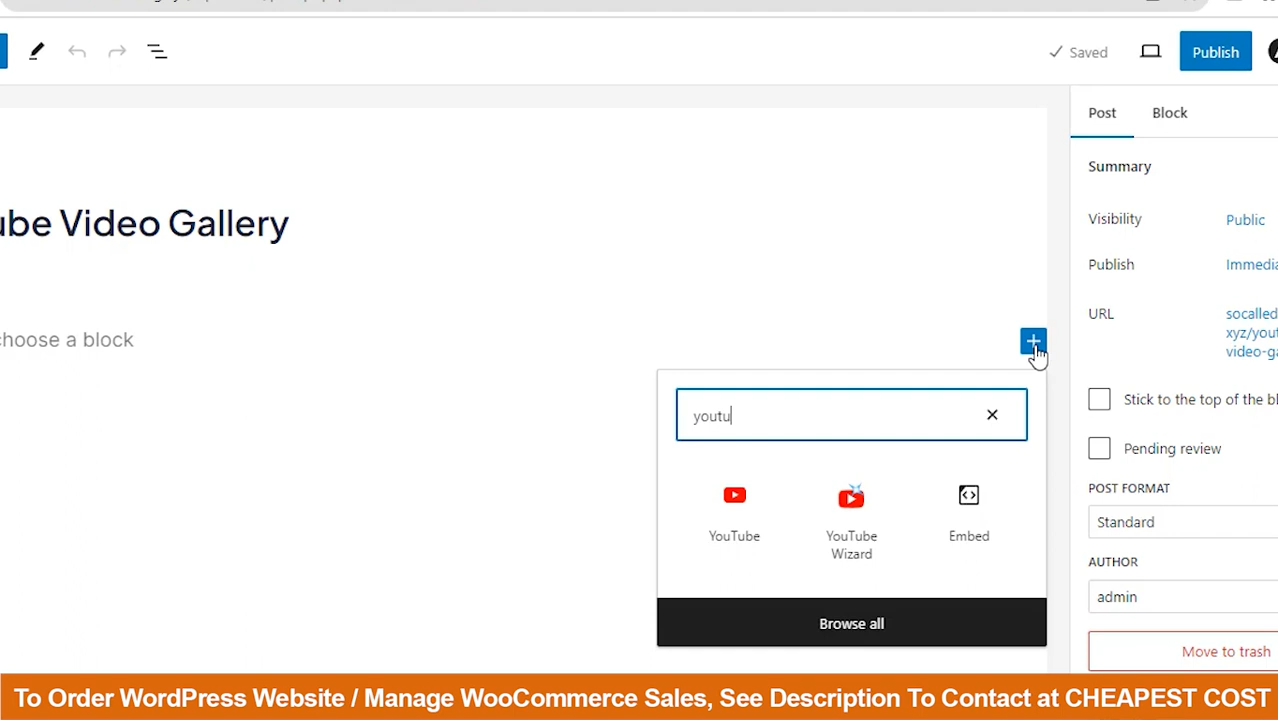 Saved
Publish
Post
Block
Summary
ube Video Gallery
Visibility
Public
Publish
Immedia
URL
socalled
xyz/yout
video-ga
choose a block
youtu
Stick to the top of the bl
Pending review
YouTube
YouTube
Wizard
Embed
POST FORMAT
Standard
AUTHOR
admin
Browse all
Move to trash
To Order WordPress Website / Manage WooCommerce Sales, See Description To Contact at CHEAPEST COST